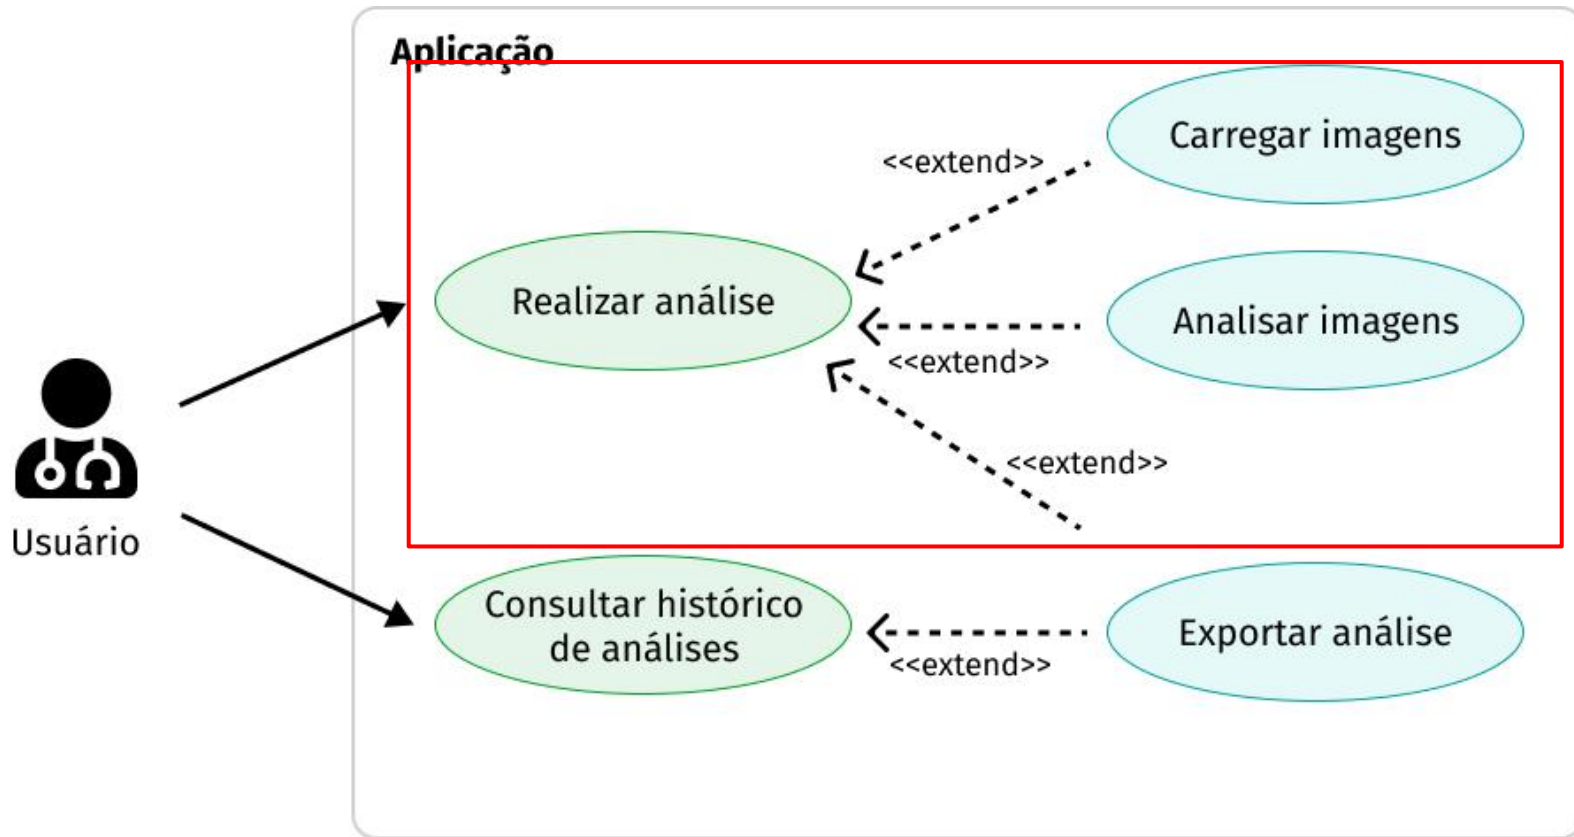 Aplicação
Carregar imagens
<<extend>>
Realizar análise
Analisar imagens
<<extend>>
<<extend>>
Usuário
Consultar histórico
de análises
Exportar análise
<<extend>>